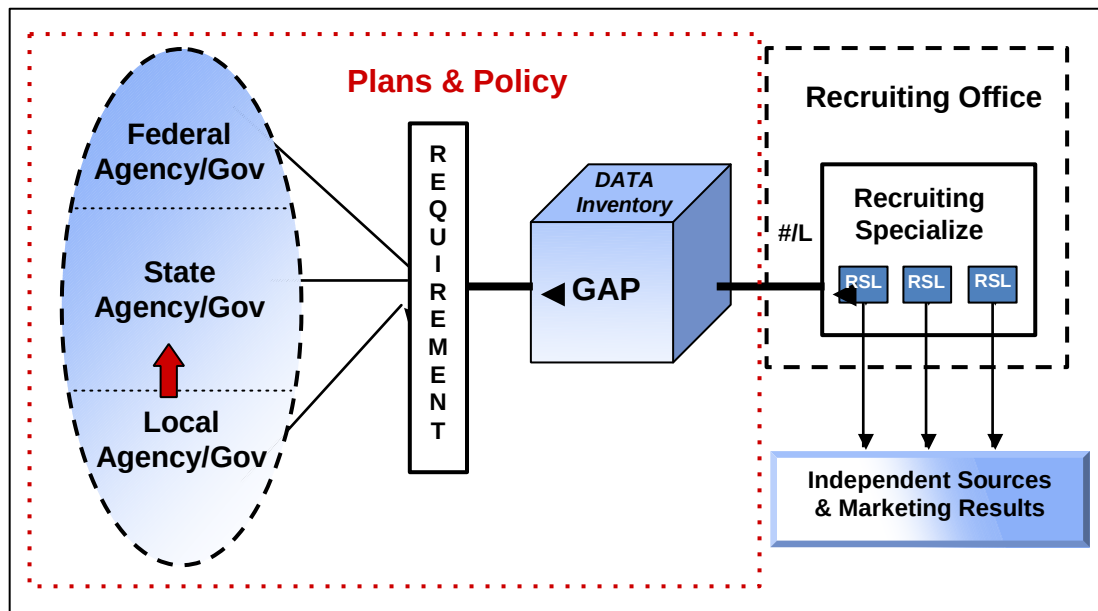 Plans & Policy
Federal
Agency/Gov
State
Agency/Gov
Local
Agency/Gov
REQUIREMENT
DATA
Inventory
GAP
#/L
Recruiting Office
Recruiting
Specialize
RSL RSL RSL
Independent Sources
& Marketing Results